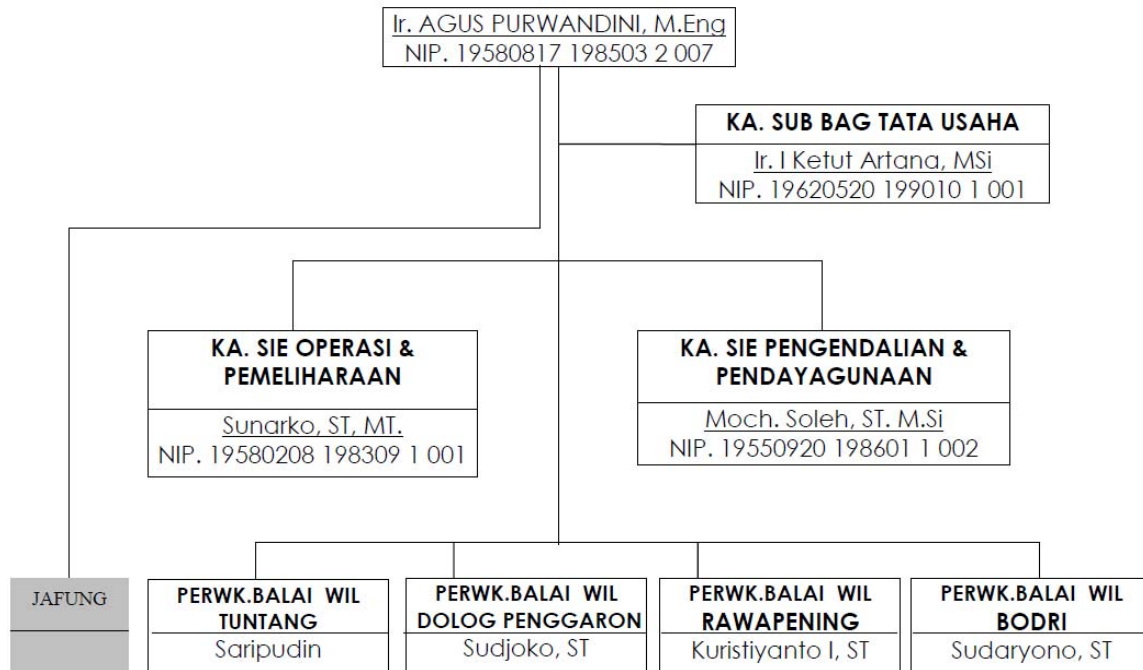 Ir. AGUS PURWANDINI, M.Eng
NIP. 19580817 198503 2 007
KA. SUB BAG TATA USAHA
Ir. I Ketut Artana, MSi
NIP. 19620520 199010 1 001
KA. SIE OPERASI &
PEMELIHARAAN
Sunarko, ST, MT.
NIP. 19580208 198309 1 001
KA. SIE PENGENDALIAN &
PENDAYAGUNAAN
Moch. Soleh, ST. M.Si
NIP. 19550920 198601 1 002
JAFUNG
PERWK.BALAI WIL
TUNTANG
Saripudin
PERWK.BALAI WIL
DOLOG PENGGARON
Sudjoko, ST
PERWK.BALAI WIL
RAWAPENING
Kuristiyanto I, ST
PERWK.BALAI WIL
BODRI
Sudaryono, ST